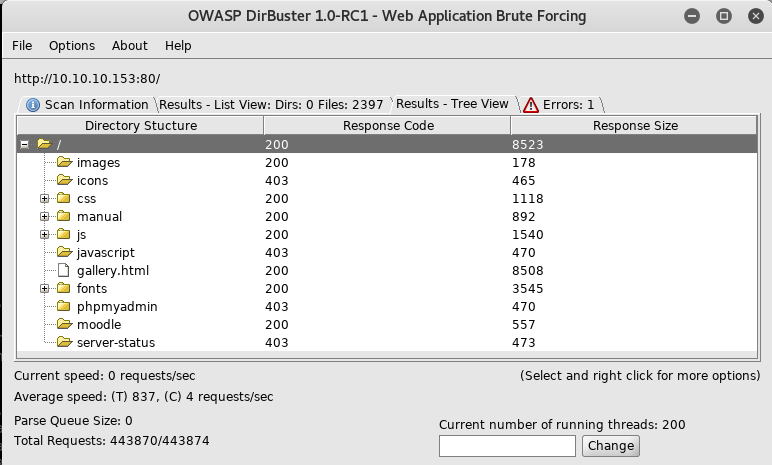 OWASP DirBuster 1.0-RC1 - Web Application Brute Forcing
File Options About Help
http://10.10.10.153:80/
Scan Information Results - List View: Dirs: 0 Files: 2397 Results - Tree View Errors: 1
Directory Stucture Response Code Response Size
/ 200 8523
images 200 178
icons 403 465
css 200 1118
manual 200 892
js 200 1540
javascript 403 470
gallery.html 200 8508
fonts 200 3545
phpmyadmin 403 470
moodle 200 557
server-status 403 473
Current speed: 0 requests/sec (Select and right click for more options)
Average speed: (T) 837, (C) 4 requests/sec
Parse Queue Size: 0 Current number of running threads: 200
Total Requests: 443870/443874 Change